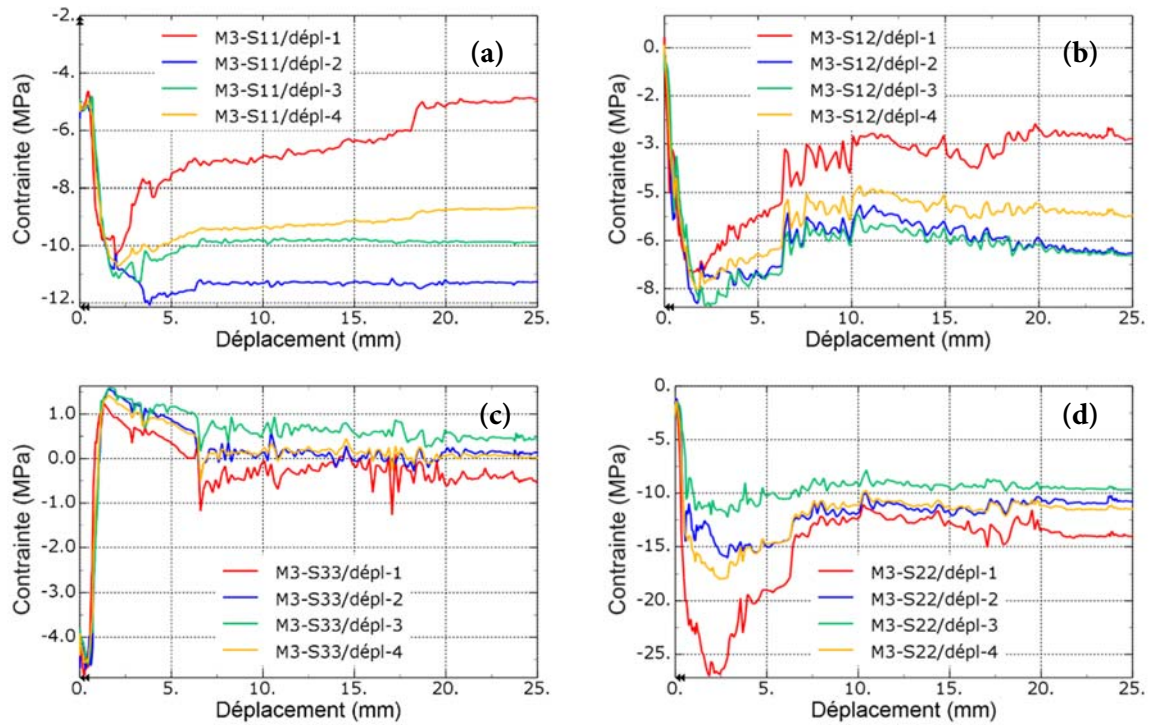 -2.
-4.
-6.
-8.
-10.
-12.
M3-S11/dépl-1
M3-S11/dépl-2
M3-S11/dépl-3
M3-S11/dépl-4
(a)
0. 5. 10. 15. 20. 25.
Déplacement (mm)
Contrainte (MPa)
0.
-2.
-3.
-5.
-6.
-8.
M3-S12/dépl-1
M3-S12/dépl-2
M3-S12/dépl-3
M3-S12/dépl-4
(b)
0. 5. 10. 15. 20. 25.
Déplacement (mm)
Contrainte (MPa)
1.0
0.0
-1.0
-2.0
-3.0
-4.0
(c)
M3-S33/dépl-1
M3-S33/dépl-2
M3-S33/dépl-3
M3-S33/dépl-4
0. 5. 10. 15. 20. 25.
Déplacement (mm)
Contrainte (MPa)
0.
-5.
-10.
-15.
-20.
-25.
(d)
M3-S22/dépl-1
M3-S22/dépl-2
M3-S22/dépl-3
M3-S22/dépl-4
0. 5. 10. 15. 20. 25.
Déplacement (mm)
Contrainte (MPa)